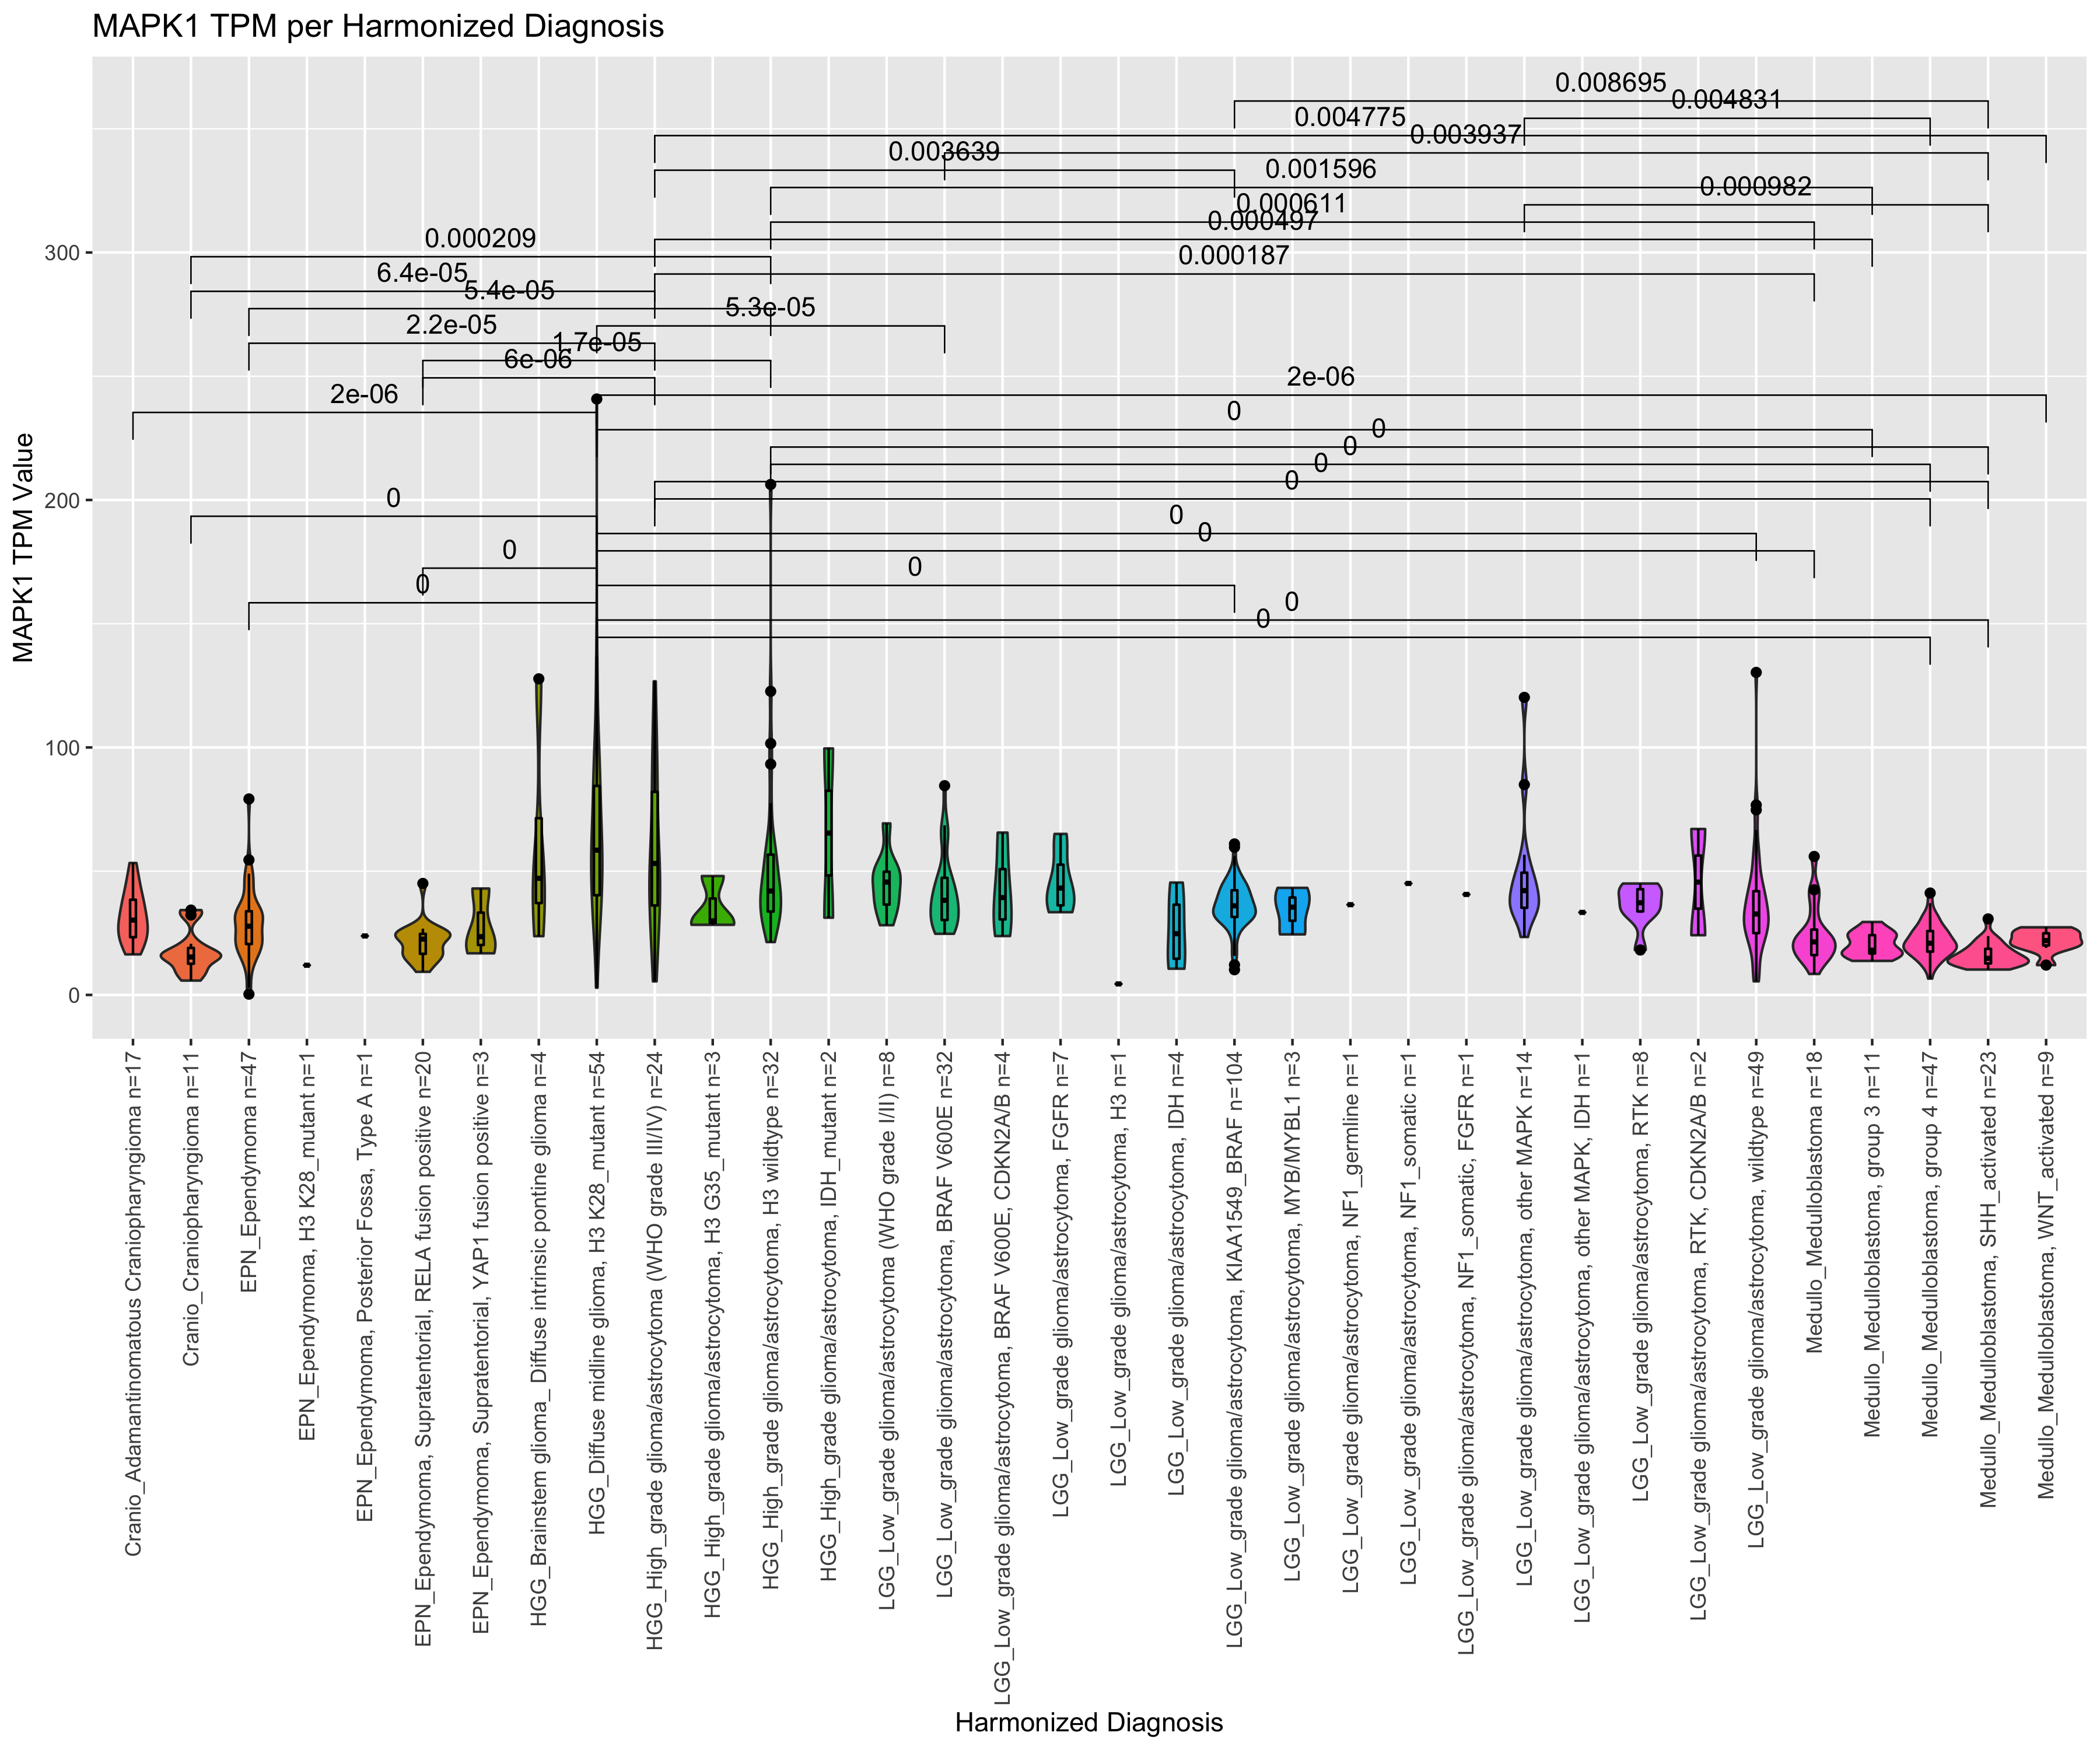 MAPK1 TPM per Harmonized Diagnosis
0.008695
0.004831
0.004775
0.003937
0.003639
0.001596
0.000982
0.000611
0.000497
0.000209
0.000187
6.4e-05
5.4e-05
5.3e-05
2.2e-05
1.7e-05
6e-06
2e-06
2e-06
0
0
0
0
0
0
0
0
0
0
0
0
0
MAPK1 TPM Value
300
200
100
0
Cranio_Adamantinomatous Craniopharyngioma n=17
Cranio_Craniopharyngioma n=11
EPN_Ependymoma n=47
EPN_Ependymoma, H3 K28_mutant n=1
EPN_Ependymoma, Posterior Fossa, Type A n=1
EPN_Ependymoma, Supratentorial, RELA fusion positive n=20
EPN_Ependymoma, Supratentorial, YAP1 fusion positive n=3
HGG_Brainstem glioma_ Diffuse intrinsic pontine glioma n=4
HGG_Diffuse midline glioma, H3 K28_mutant n=54
HGG_High_grade glioma/astrocytoma (WHO grade III/IV) n=24
HGG_High_grade glioma/astrocytoma, H3 G35_mutant n=3
HGG_High_grade glioma/astrocytoma, H3 wildtype n=32
HGG_High_grade glioma/astrocytoma, IDH_mutant n=2
LGG_Low_grade glioma/astrocytoma (WHO grade I/II) n=8
LGG_Low_grade glioma/astrocytoma, BRAF V600E n=32
LGG_Low_grade glioma/astrocytoma, BRAF V600E, CDKN2A/B n=4
LGG_Low_grade glioma/astrocytoma, FGFR n=7
LGG_Low_grade glioma/astrocytoma, H3 n=1
LGG_Low_grade glioma/astrocytoma, IDH n=4
LGG_Low_grade glioma/astrocytoma, KIAA1549_BRAF n=104
LGG_Low_grade glioma/astrocytoma, MYB/MYBL1 n=3
LGG_Low_grade glioma/astrocytoma, NF1_germline n=1
LGG_Low_grade glioma/astrocytoma, NF1_somatic n=1
LGG_Low_grade glioma/astrocytoma, NF1_somatic, FGFR n=1
LGG_Low_grade glioma/astrocytoma, other MAPK n=14
LGG_Low_grade glioma/astrocytoma, other MAPK, IDH n=1
LGG_Low_grade glioma/astrocytoma, RTK n=8
LGG_Low_grade glioma/astrocytoma, RTK, CDKN2A/B n=2
LGG_Low_grade glioma/astrocytoma, wildtype n=49
Medullo_Medulloblastoma n=18
Medullo_Medulloblastoma, group 3 n=11
Medullo_Medulloblastoma, group 4 n=47
Medullo_Medulloblastoma, SHH_activated n=23
Medullo_Medulloblastoma, WNT_activated n=9
Harmonized Diagnosis